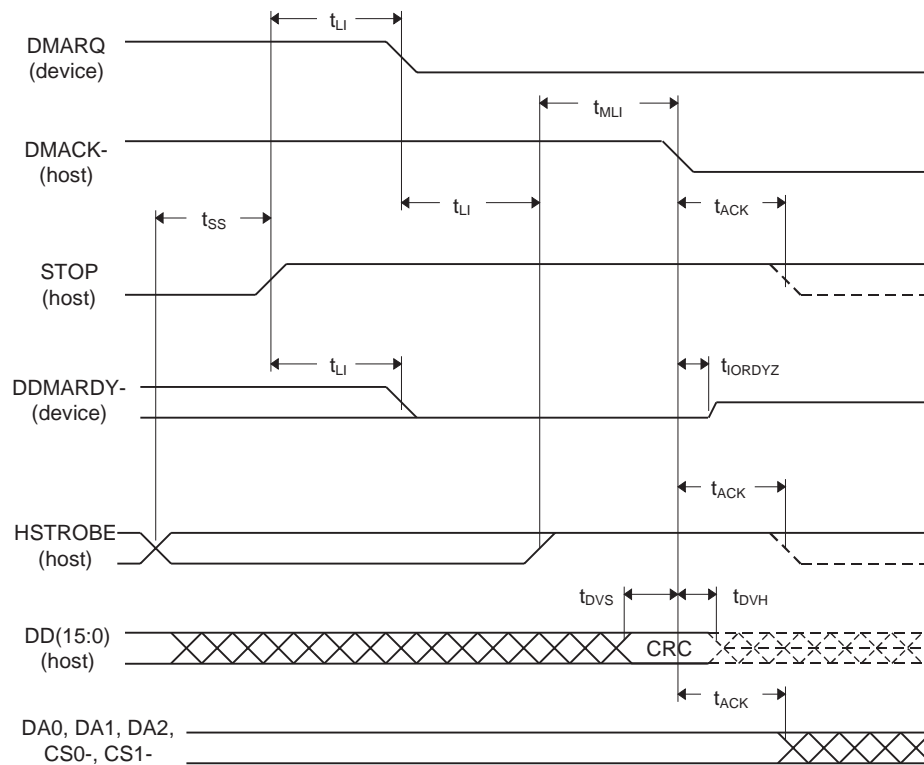 tLI
DMARQ
(device)
tMLI
DMACK-
(host)
tLI
tACK
tSS
STOP
(host)
tLI
tIORDYZ
DDMARDY-
(device)
tACK
HSTROBE
(host)
tDVS
tDVH
DD(15:0)
(host)
CRC
tACK
DA0, DA1, DA2,
CS0-, CS1-